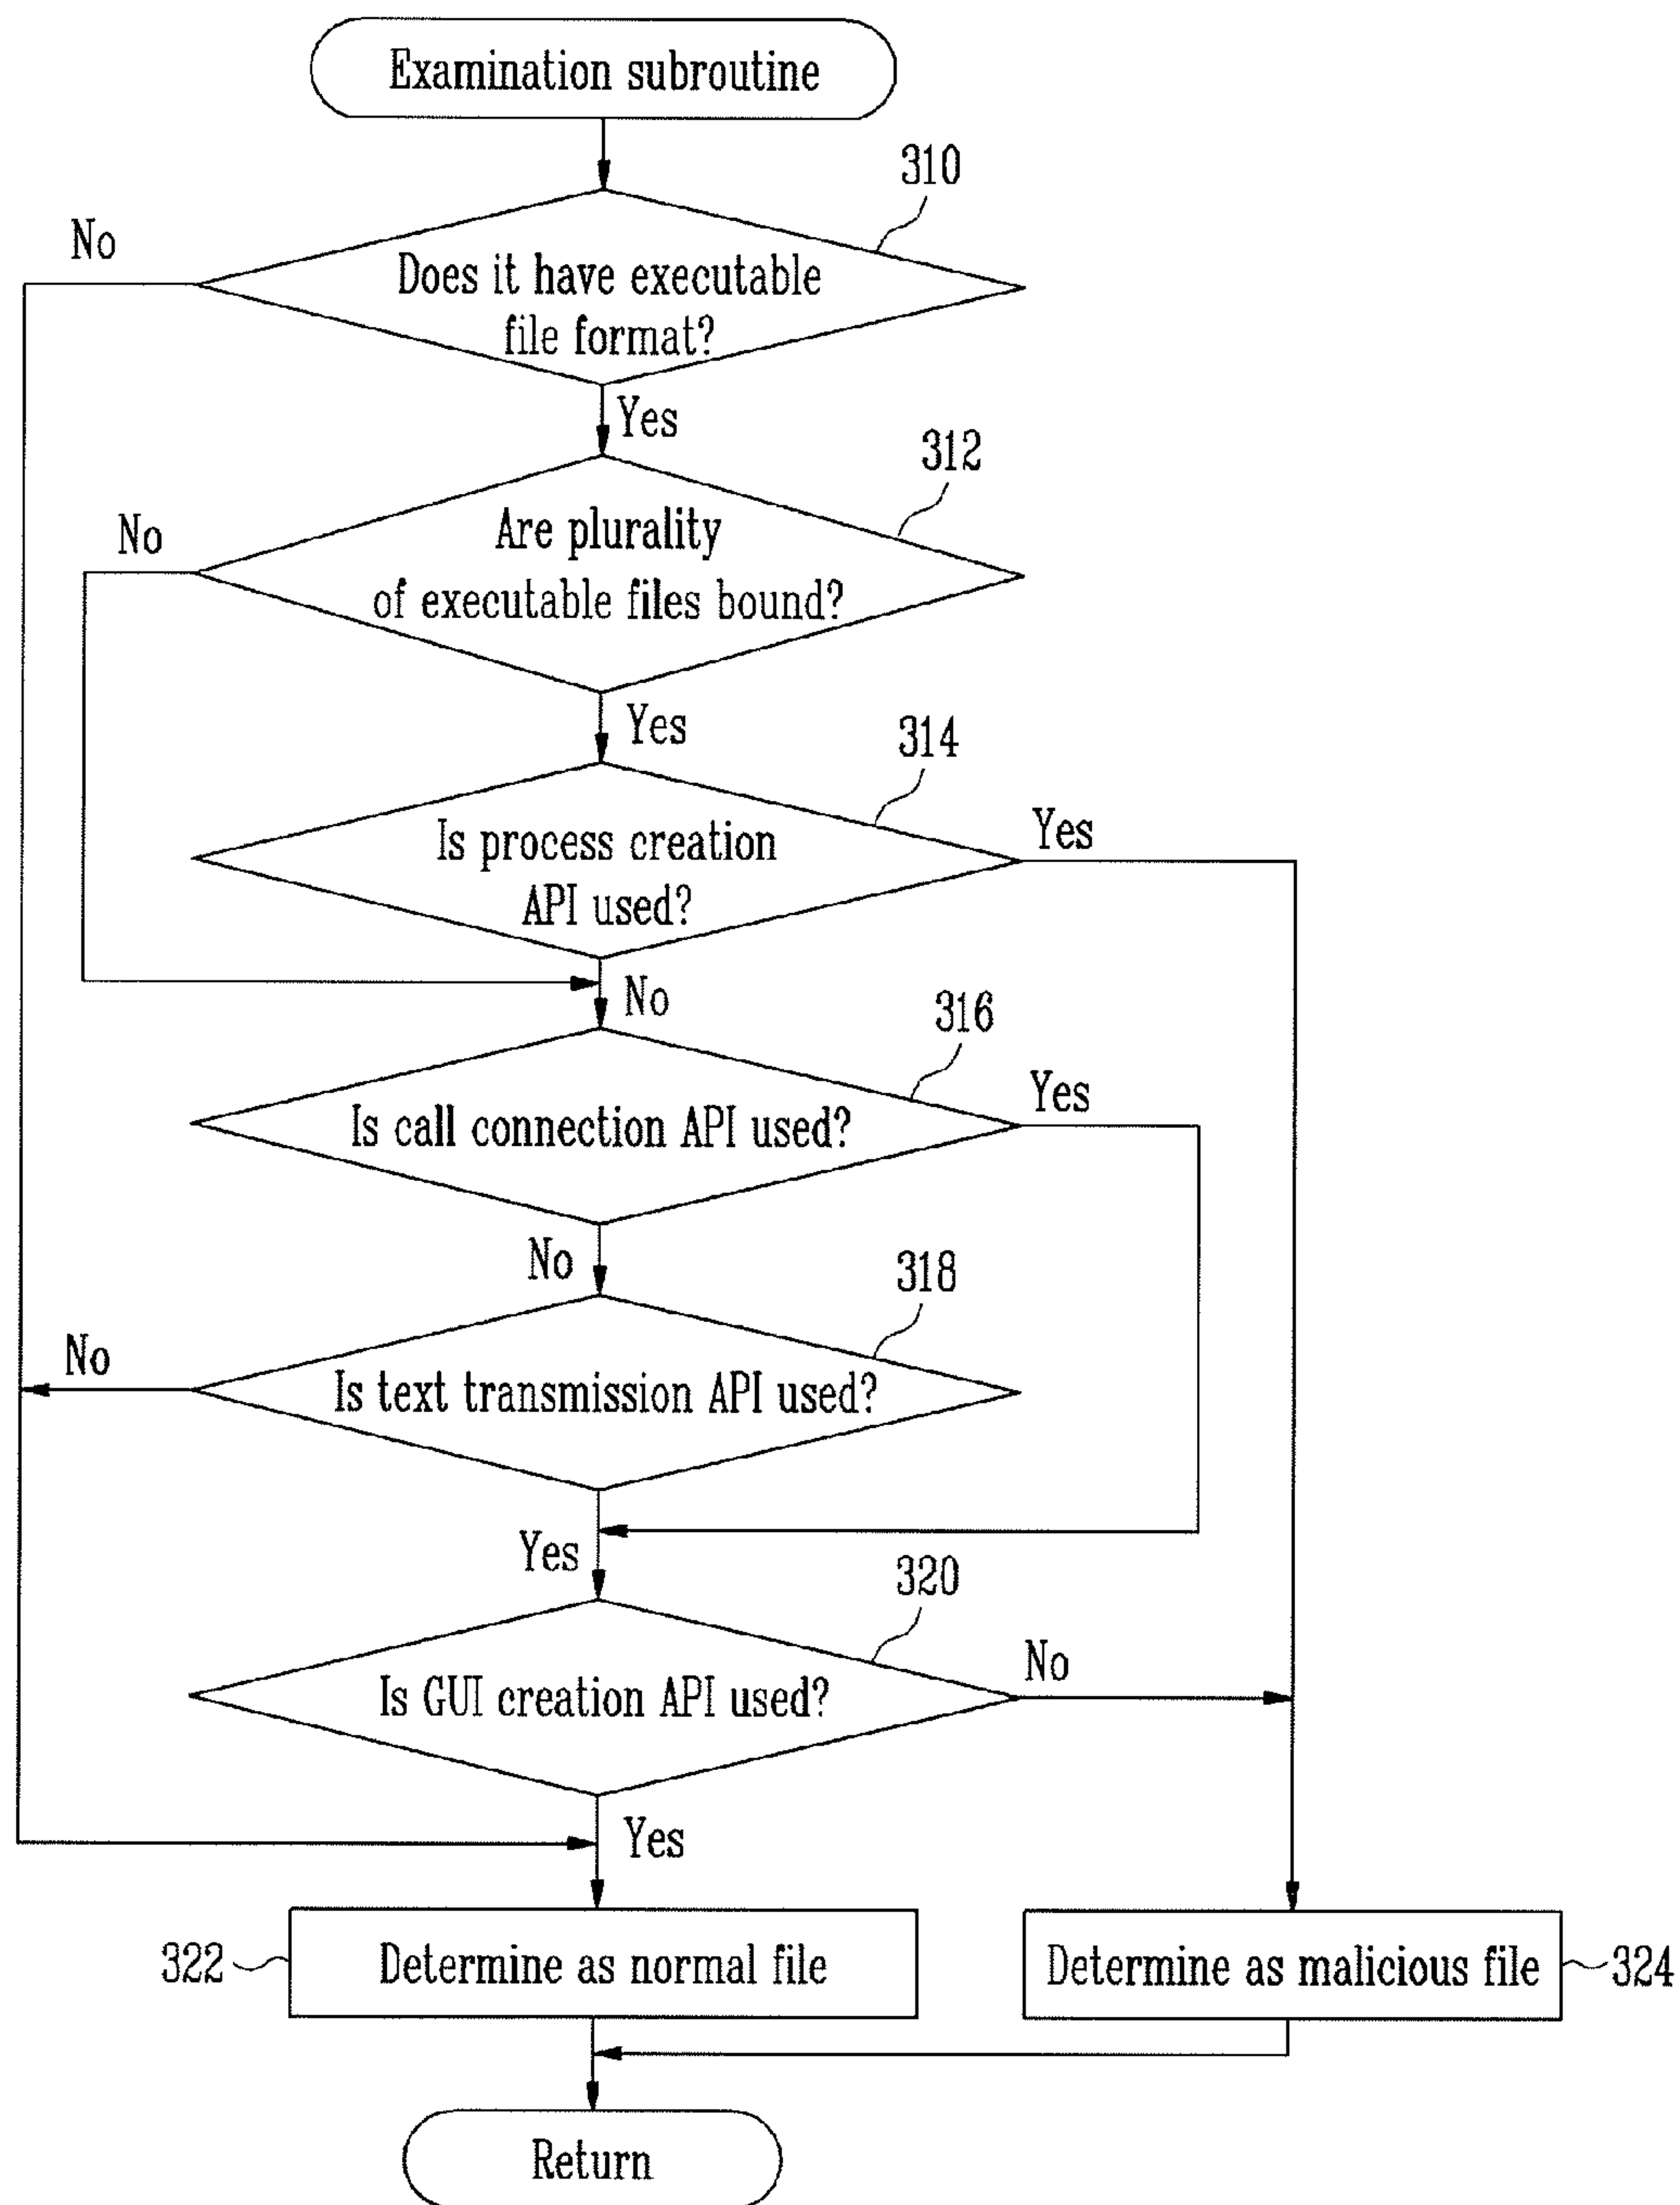 Examination subroutine
310
No
Does it have executable
file format?
Yes
312
No
Are plurality
of executable files bound?
Yes
314
Is process creation
API used?
Yes
No
316
Is call connection API used?
Yes
No
318
No
Is text transmission API used?
Yes
320
Is GUI creation API used?
No
Yes
322
Determine as normal file
Determine as malicious file
324
Return